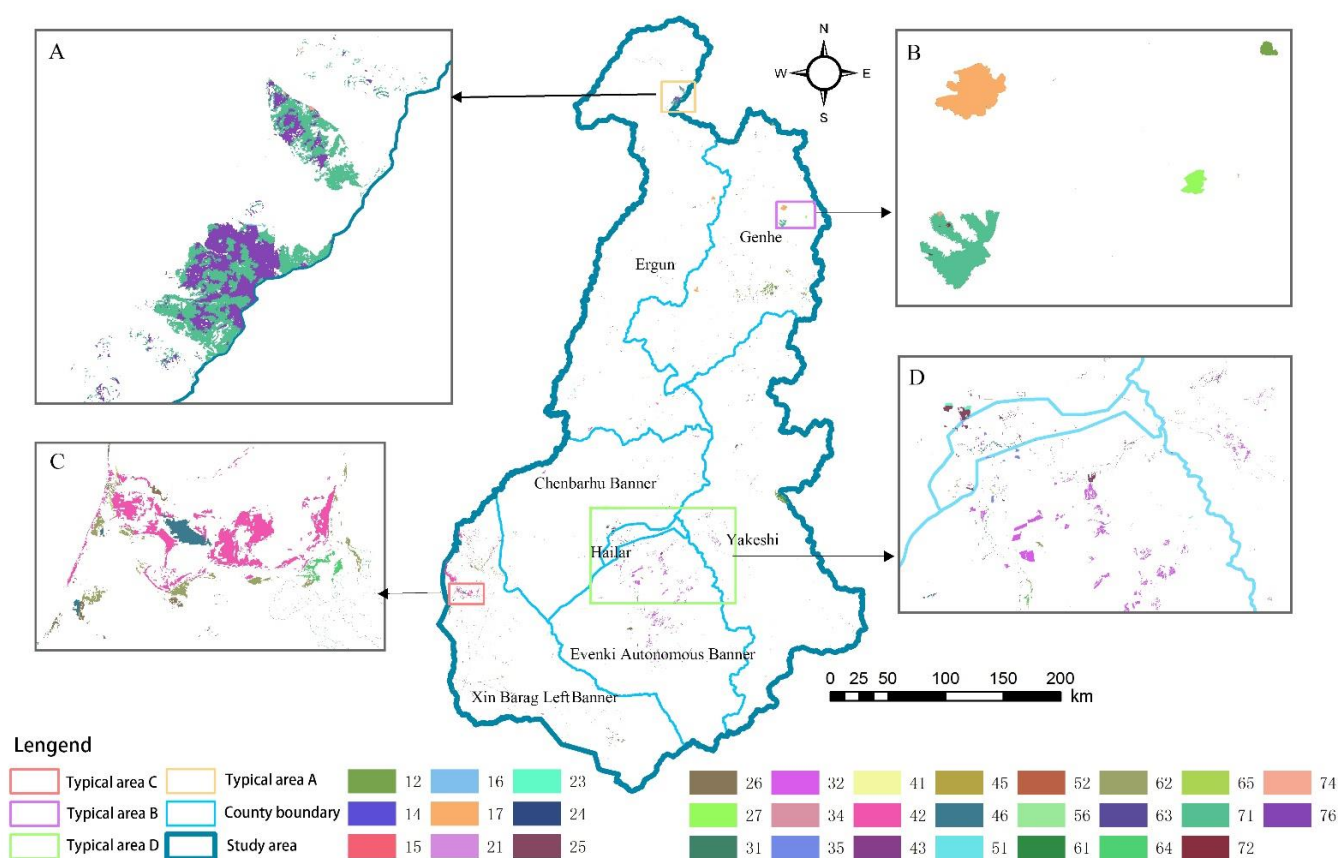 A
N
W E
S
B
Genhe
Ergun
C
Chenbarhu Banner
Hailar
Yakeshi
D
Evenki Autonomous Banner
Xin Barag Left Banner
0 25 50 100 150 200
km
Lengend
Typical area C Typical area A 12 16 23 26 32 41 45 52 62 65 74
Typical area B County boundary 14 17 24 27 34 42 46 56 63 71 76
Typical area D Study area 15 21 25 31 35 43 51 61 64 72